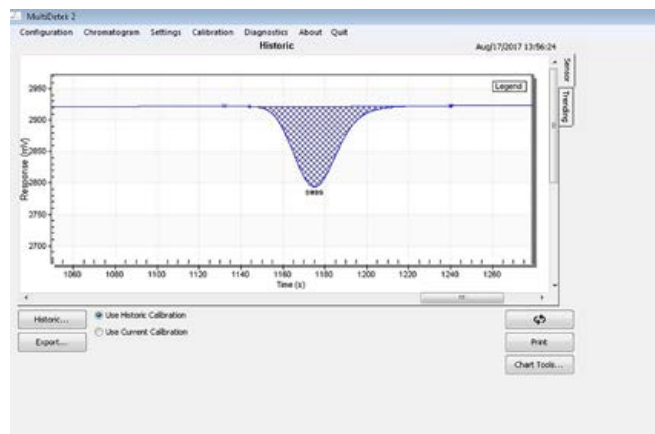 MultiDetek 2
Configuration Chromatogram Settings Calibration Diagnostics About Quit
Historic
Aug/17/2017 13:56:24
Sensor
Trending
Legend
2950
2900
2850
2800
2750
2700
Response (mV)
1060 1080 1100 1120 1140 1160 1180 1200 1220 1240 1260
Time (s)
Historic...
Use Historic Calibration
Use Current Calibration
Export...
Print
Chart Tools...